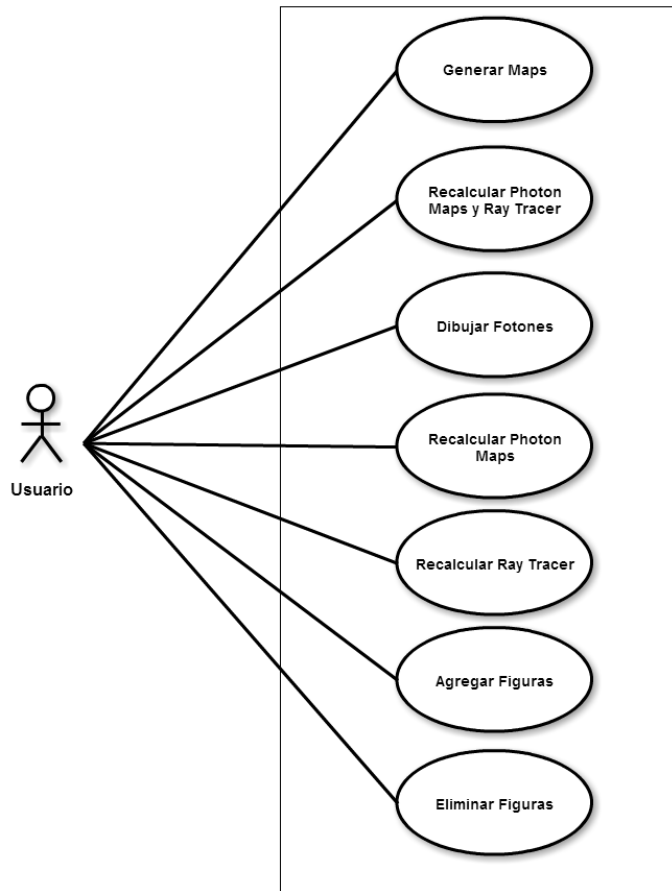 Generar Maps
Recalcular Photon
Maps y Ray Tracer
Dibujar Fotones
Recalcular Photon
Maps
Usuario
Recalcular Ray Tracer
Agregar Figuras
Eliminar Figuras